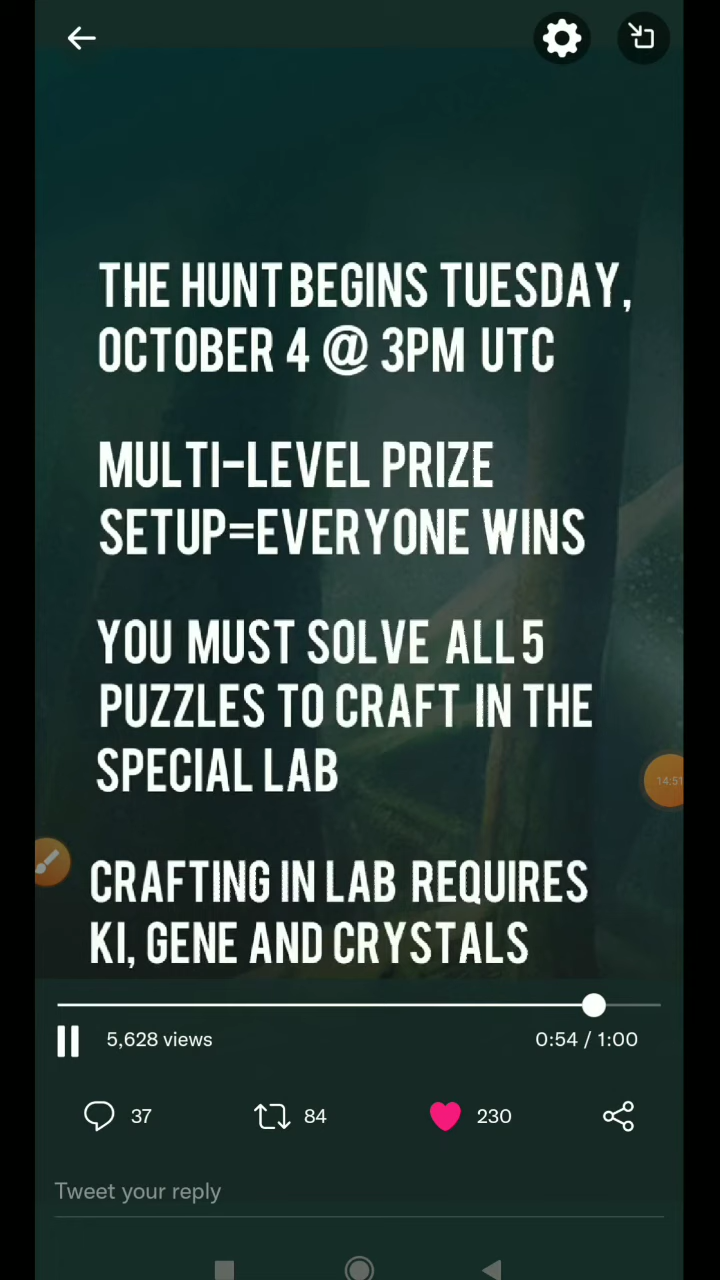 THE HUNT BEGINS TUESDAY,
OCTOBER 4 @ 3PM UTC
MULTI-LEVEL PRIZE
SETUP=EVERYONE WINS
YOU MUST SOLVE ALL 5
PUZZLES TO CRAFT IN THE
SPECIAL LAB
14:51
CRAFTING IN LAB REQUIRES
KI, GENE AND CRYSTALS
5,628 views
0:54 / 1:00
37
84
230
Tweet your reply